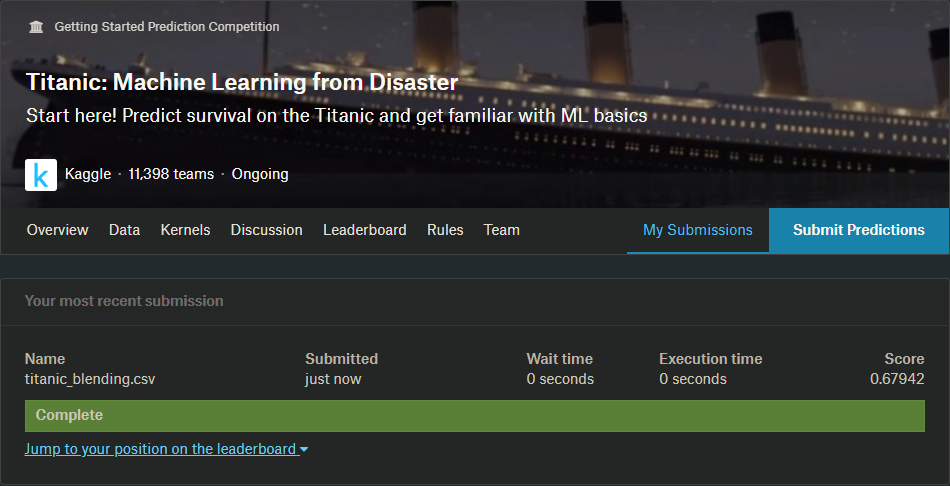 Getting Started Prediction Competition
Titanic: Machine Learning from Disaster
Start here! Predict survival on the Titanic and get familiar with ML basics
k Kaggle · 11,398 teams · Ongoing
Overview Data Kernels Discussion Leaderboard Rules Team My Submissions Submit Predictions
Your most recent submission
Name Submitted Wait time Execution time Score
titanic_blending.csv just now 0 seconds 0 seconds 0.67942
Complete
Jump to your position on the leaderboard